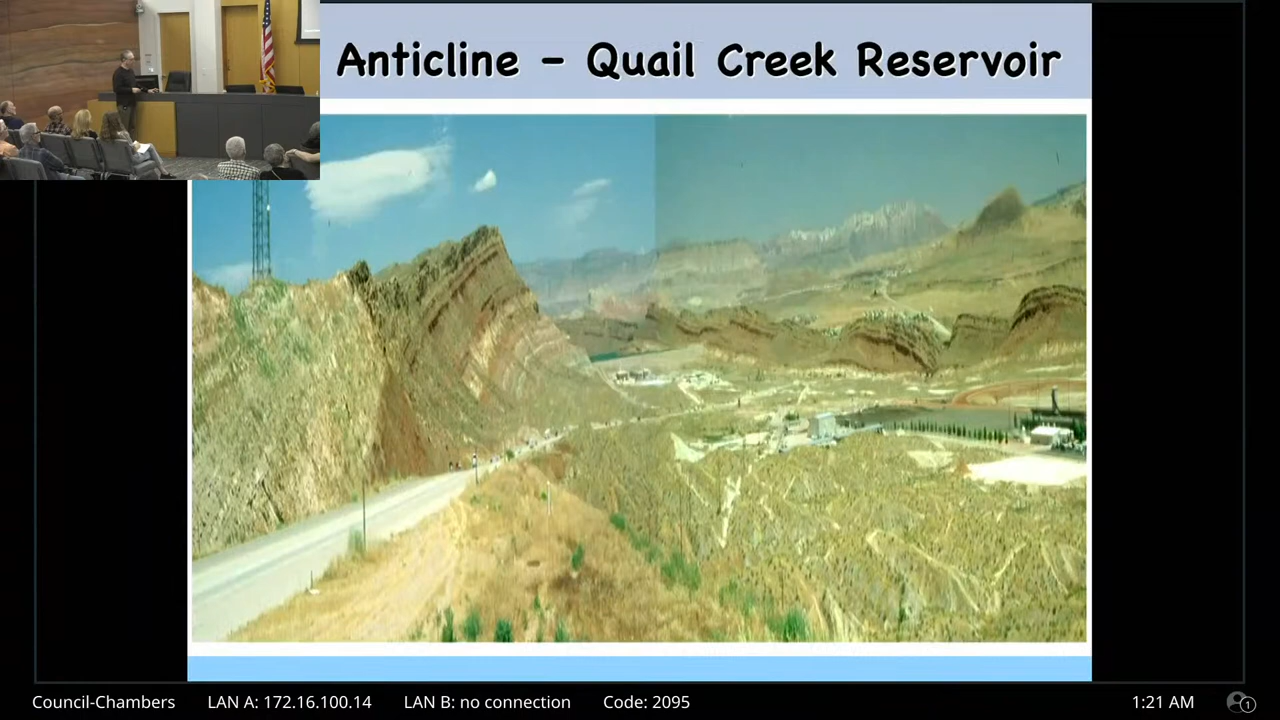 Anticline - Quail Creek Reservoir
Council-Chambers LAN A: 172.16.100.14 LAN B: no connection Code: 2095 1:21 AM 1